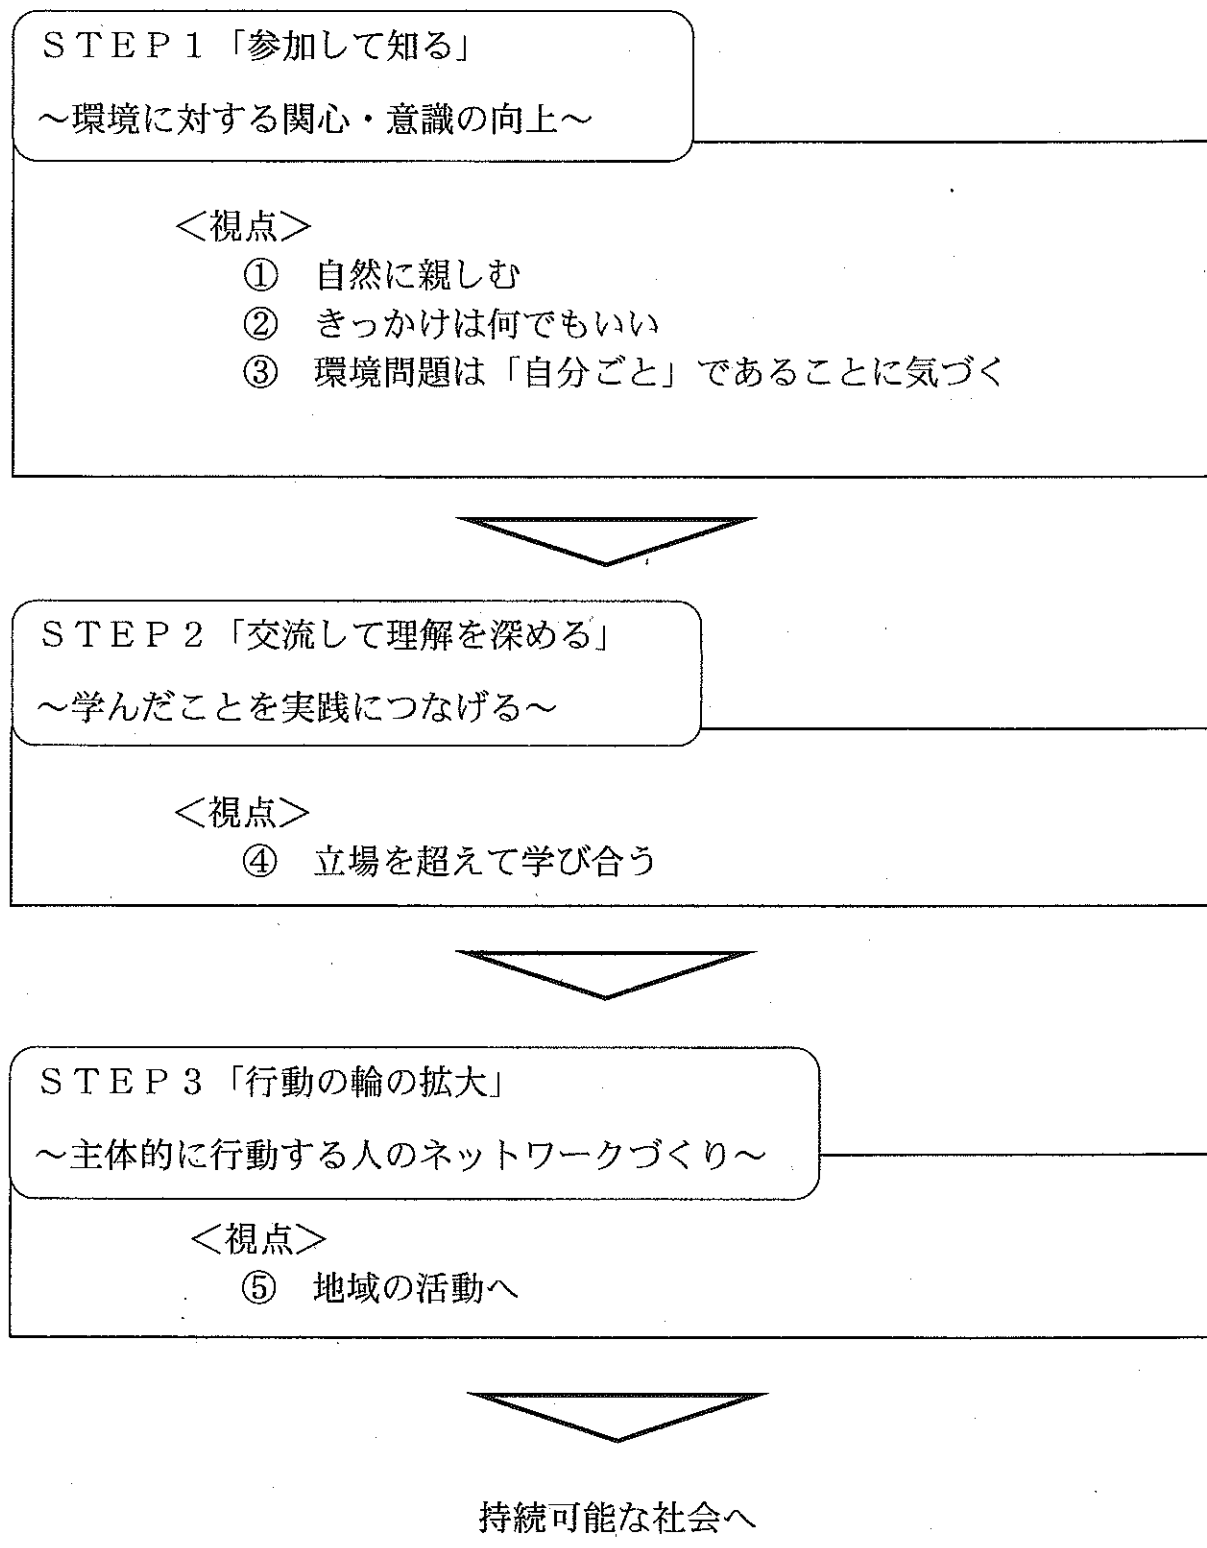 ＳＴＥＰ１「参加して知る」
～環境に対する関心・意識の向上～
＜視点＞
① 自然に親しむ
② きっかけは何でもいい
③ 環境問題は「自分ごと」であることに気づく
ＳＴＥＰ２「交流して理解を深める」
～学んだことを実践につなげる～
＜視点＞
④ 立場を超えて学び合う
ＳＴＥＰ３「行動の輪の拡大」
～主体的に行動する人のネットワークづくり～
＜視点＞
⑤ 地域の活動へ
持続可能な社会へ